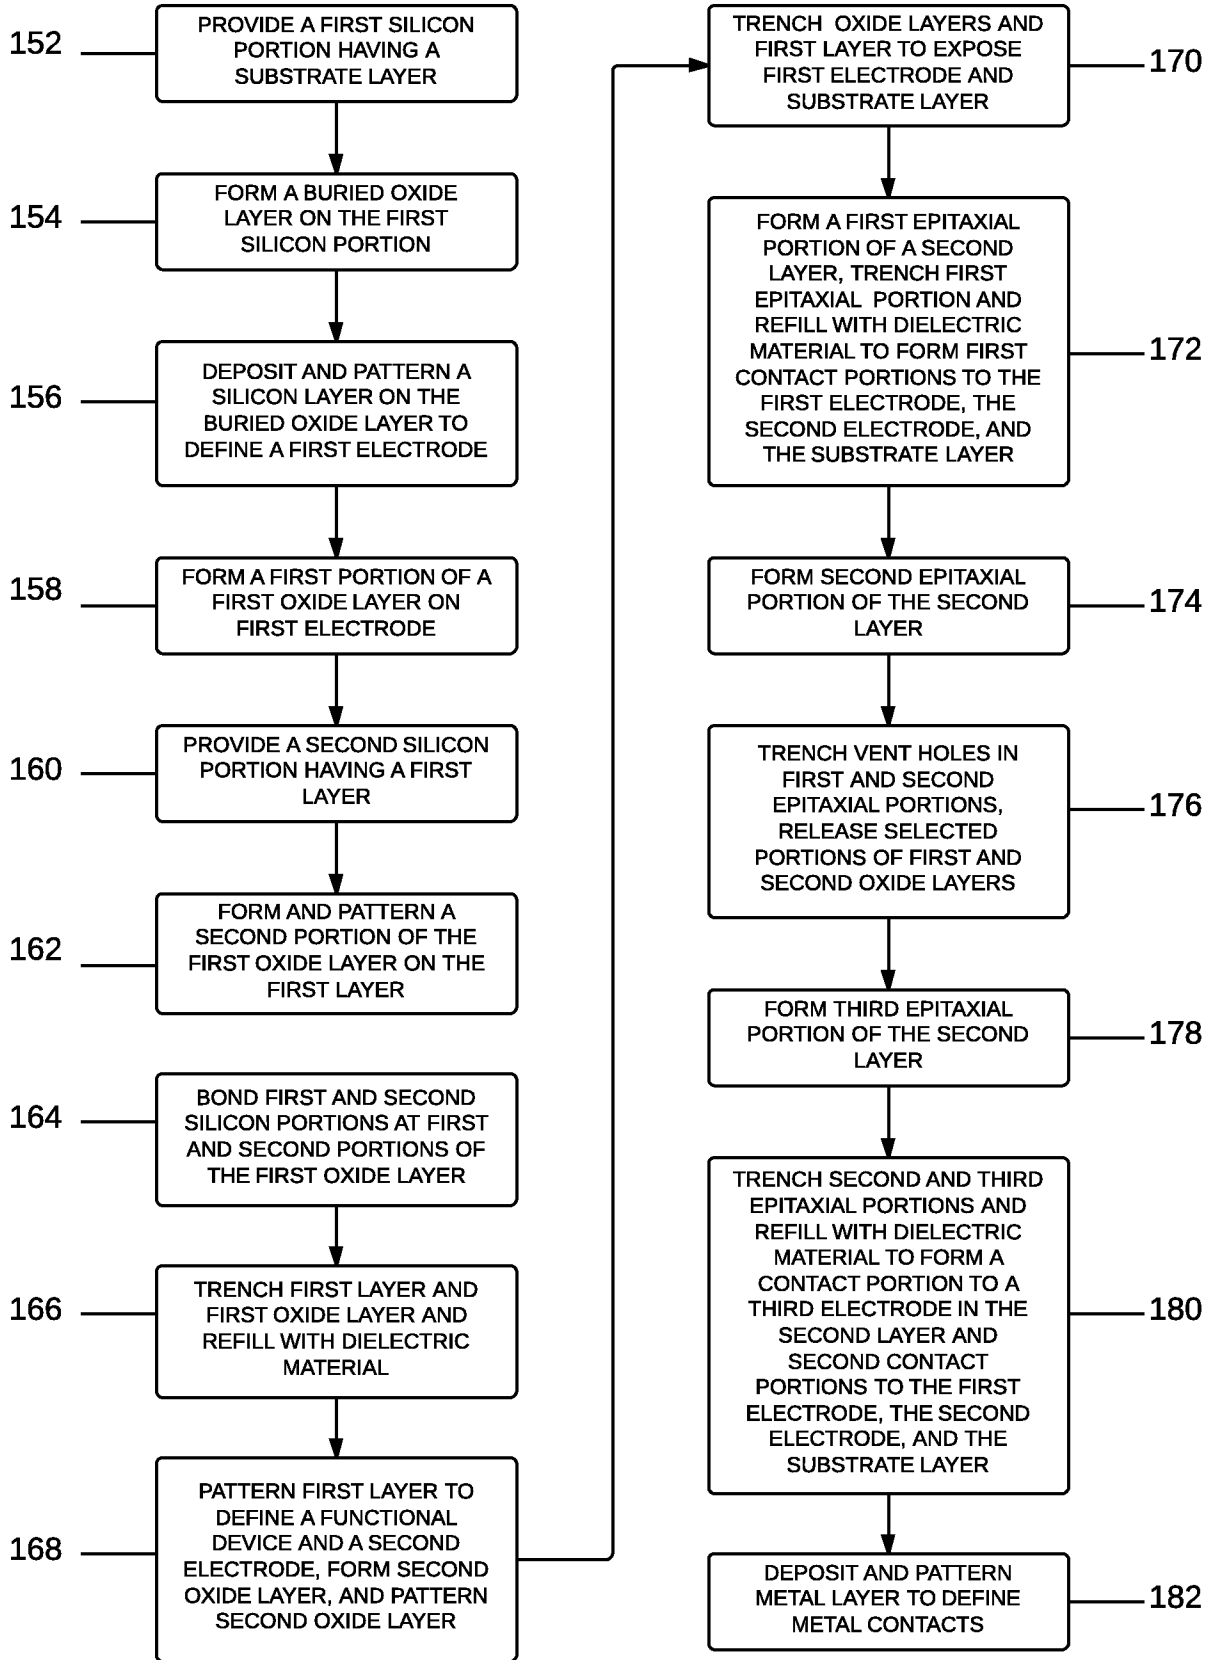 152
PROVIDE A FIRST SILICON
PORTION HAVING A
SUBSTRATE LAYER
154
FORM A BURIED OXIDE
LAYER ON THE FIRST
SILICON PORTION
156
DEPOSIT AND PATTERN A
SILICON LAYER ON THE
BURIED OXIDE LAYER TO
DEFINE A FIRST ELECTRODE
158
FORM A FIRST PORTION OF A
FIRST OXIDE LAYER ON
FIRST ELECTRODE
160
PROVIDE A SECOND SILICON
PORTION HAVING A FIRST
LAYER
162
FORM AND PATTERN A
SECOND PORTION OF THE
FIRST OXIDE LAYER ON THE
FIRST LAYER
164
BOND FIRST AND SECOND
SILICON PORTIONS AT FIRST
AND SECOND PORTIONS OF
THE FIRST OXIDE LAYER
166
TRENCH FIRST LAYER AND
FIRST OXIDE LAYER AND
REFILL WITH DIELECTRIC
MATERIAL
168
PATTERN FIRST LAYER TO
DEFINE A FUNCTIONAL
DEVICE AND A SECOND
ELECTRODE, FORM SECOND
OXIDE LAYER, AND PATTERN
SECOND OXIDE LAYER
TRENCH OXIDE LAYERS AND
FIRST LAYER TO EXPOSE
FIRST ELECTRODE AND
SUBSTRATE LAYER
170
FORM A FIRST EPITAXIAL
PORTION OF A SECOND
LAYER, TRENCH FIRST
EPITAXIAL PORTION AND
REFILL WITH DIELECTRIC
MATERIAL TO FORM FIRST
CONTACT PORTIONS TO THE
FIRST ELECTRODE, THE
SECOND ELECTRODE, AND
THE SUBSTRATE LAYER
172
FORM SECOND EPITAXIAL
PORTION OF THE SECOND
LAYER
174
TRENCH VENT HOLES IN
FIRST AND SECOND
EPITAXIAL PORTIONS,
RELEASE SELECTED
PORTIONS OF FIRST AND
SECOND OXIDE LAYERS
176
FORM THIRD EPITAXIAL
PORTION OF THE SECOND
LAYER
178
TRENCH SECOND AND THIRD
EPITAXIAL PORTIONS AND
REFILL WITH DIELECTRIC
MATERIAL TO FORM A
CONTACT PORTION TO A
THIRD ELECTRODE IN THE
SECOND LAYER AND
SECOND CONTACT
PORTIONS TO THE FIRST
ELECTRODE, THE SECOND
ELECTRODE, AND THE
SUBSTRATE LAYER
180
DEPOSIT AND PATTERN
METAL LAYER TO DEFINE
METAL CONTACTS
182